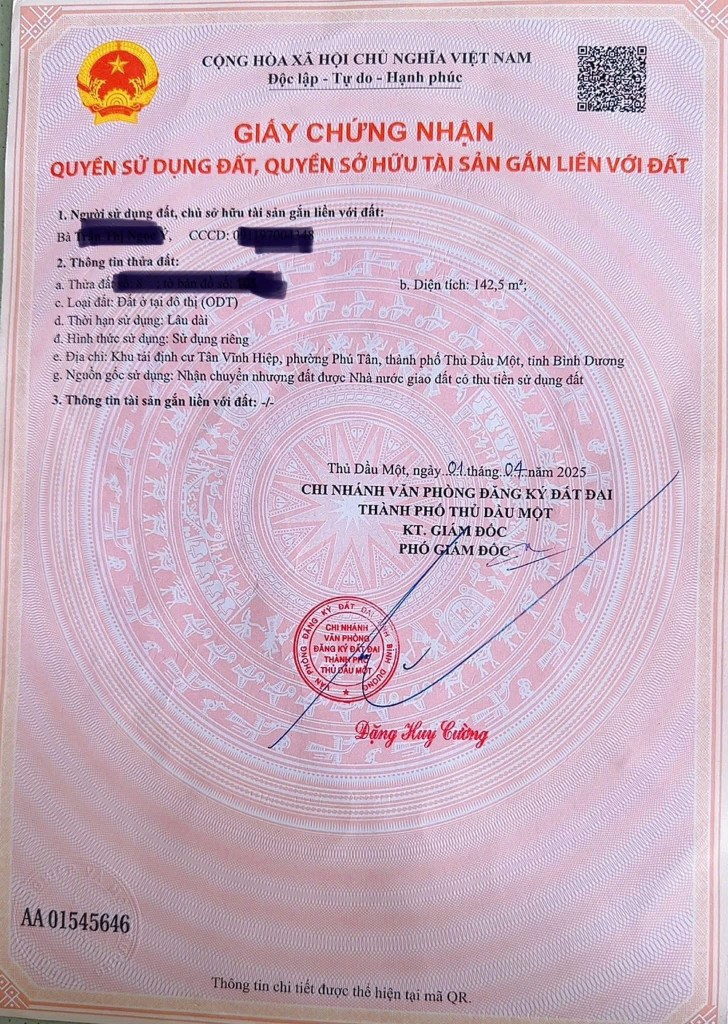 CỘNG HÒA XÃ HỘI CHỦ NGHĨA VIỆT NAM
Độc lập - Tự do - Hạnh phúc
GIẤY CHỨNG NHẬN
QUYỀN SỬ DỤNG ĐẤT, QUYỀN SỞ HỮU TÀI SẢN GẮN LIỀN VỚI ĐẤT
1. Người sử dụng đất, chủ sở hữu tài sản gắn liền với đất:
Bà CCCD:
2. Thông tin thửa đất:
a. Thửa đất b. Diện tích: 142,5 m²;
c. Loại đất: Đất ở tại đô thị (ODT)
d. Thời hạn sử dụng: Lâu dài
đ. Hình thức sử dụng: Sử dụng riêng
e. Địa chỉ: Khu tái định cư Tân Vĩnh Hiệp, phường Phú Tân, thành phố Thủ Dầu Một, tỉnh Bình Dương
g. Nguồn gốc sử dụng: Nhận chuyển nhượng đất được Nhà nước giao đất có thu tiền sử dụng đất
3. Thông tin tài sản gắn liền với đất: -/-
Thủ Dầu Một, ngày..01.tháng.04.năm 2025
CHI NHÁNH VĂN PHÒNG ĐĂNG KÝ ĐẤT ĐAI
THÀNH PHỐ THỦ DẦU MỘT
KT. GIÁM ĐỐC
PHÓ GIÁM ĐỐC
VĂN PHÒNG ĐĂNG KÝ ĐẤT ĐAI TỈNH BÌNH DƯƠNG
CHI NHÁNH
VĂN PHÒNG
ĐĂNG KÝ ĐẤT ĐAI
THÀNH PHỐ
THỦ DẦU MỘT
Đặng Huy Cường
AA 01545646
Thông tin chi tiết được thể hiện tại mã QR.